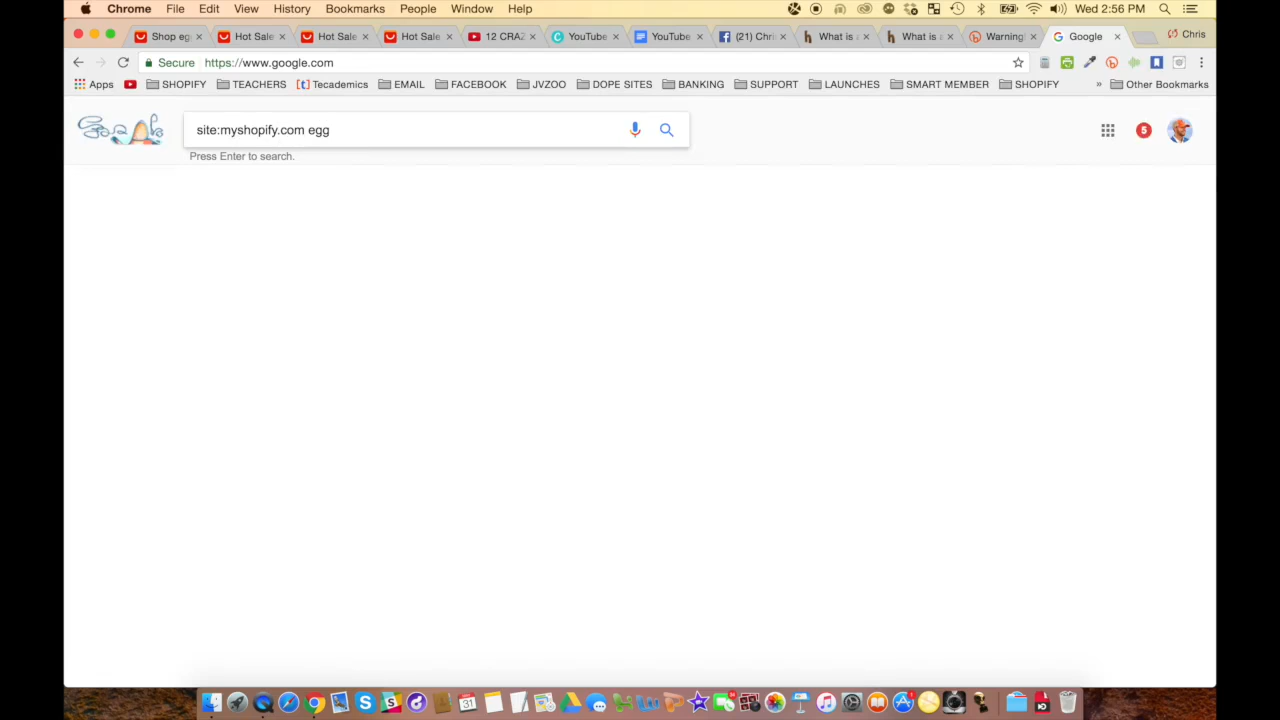 Chrome File Edit View History Bookmarks People Window Help Wed 2:56 PM
Shop eg Hot Sale Hot Sale Hot Sale 12 CRAZ YouTube YouTube (21) Chri What is What is Warning! Google Chris
Secure https://www.google.com
Apps SHOPIFY TEACHERS [t] Tecademics EMAIL FACEBOOK JVZOO DOPE SITES BANKING SUPPORT LAUNCHES SMART MEMBER SHOPIFY » Other Bookmarks
site:myshopify.com egg
5
Press Enter to search.